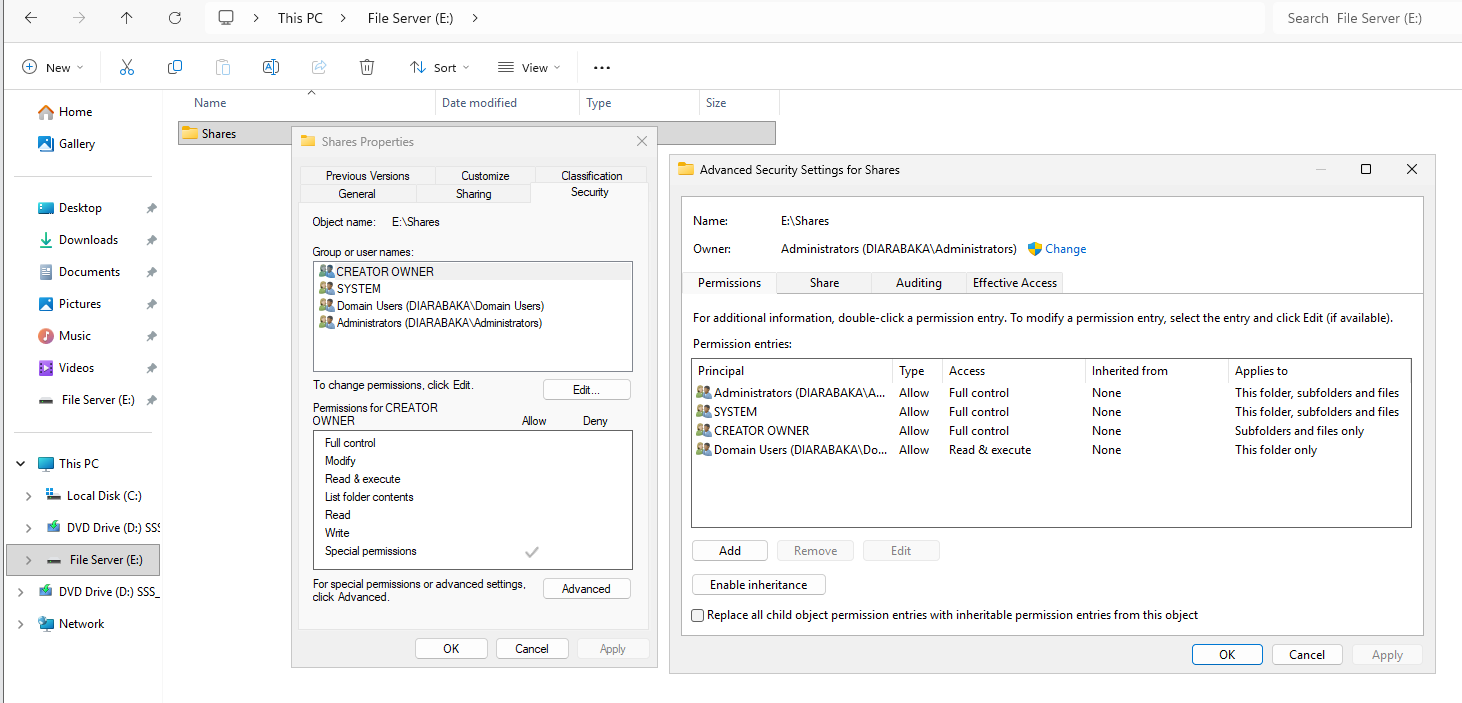 This PC > File Server (E:) >
Search File Server (E:)
New
Sort
View
Name
Date modified
Type
Size
Home
Gallery
Desktop
Downloads
Documents
Pictures
Music
Videos
File Server (E:)
This PC
Local Disk (C:)
DVD Drive (D:) SSS
File Server (E:)
DVD Drive (D:) SSS_
Network
Shares
Shares Properties
Previous Versions
Customize
Classification
General
Sharing
Security
Object name: E:\Shares
Group or user names:
CREATOR OWNER
SYSTEM
Domain Users (DIARABAKA\Domain Users)
Administrators (DIARABAKA\Administrators)
To change permissions, click Edit.
Edit...
Permissions for CREATOR
OWNER
Allow
Deny
Full control
Modify
Read & execute
List folder contents
Read
Write
Special permissions
For special permissions or advanced settings,
click Advanced.
Advanced
OK
Cancel
Apply
Advanced Security Settings for Shares
Name: E:\Shares
Owner: Administrators (DIARABAKA\Administrators) Change
Permissions
Share
Auditing
Effective Access
For additional information, double-click a permission entry. To modify a permission entry, select the entry and click Edit (if available).
Permission entries:
Principal Type Access Inherited from Applies to
Administrators (DIARABAKA\A... Allow Full control None This folder, subfolders and files
SYSTEM Allow Full control None This folder, subfolders and files
CREATOR OWNER Allow Full control None Subfolders and files only
Domain Users (DIARABAKA\Do... Allow Read & execute None This folder only
Add
Remove
Edit
Enable inheritance
Replace all child object permission entries with inheritable permission entries from this object
OK
Cancel
Apply